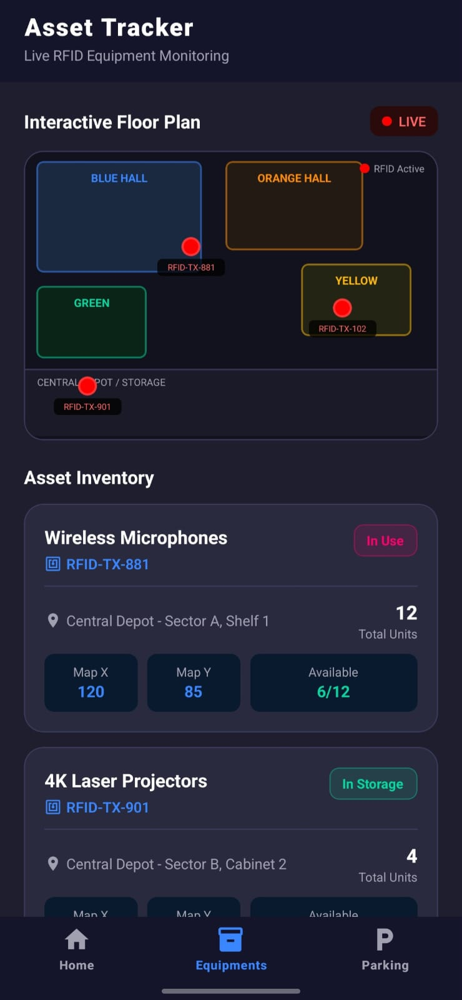 Asset Tracker
Live RFID Equipment Monitoring
Interactive Floor Plan
LIVE
BLUE HALL
ORANGE HALL
RFID Active
RFID-TX-881
YELLOW
GREEN
RFID-TX-102
CENTRAL POT / STORAGE
RFID-TX-901
Asset Inventory
Wireless Microphones
In Use
RFID-TX-881
Central Depot - Sector A, Shelf 1
12
Total Units
Map X
Map Y
Available
120
85
6/12
4K Laser Projectors
In Storage
RFID-TX-901
Central Depot - Sector B, Cabinet 2
4
Total Units
Map X
Map Y
Available
Home
Equipments
P
Parking